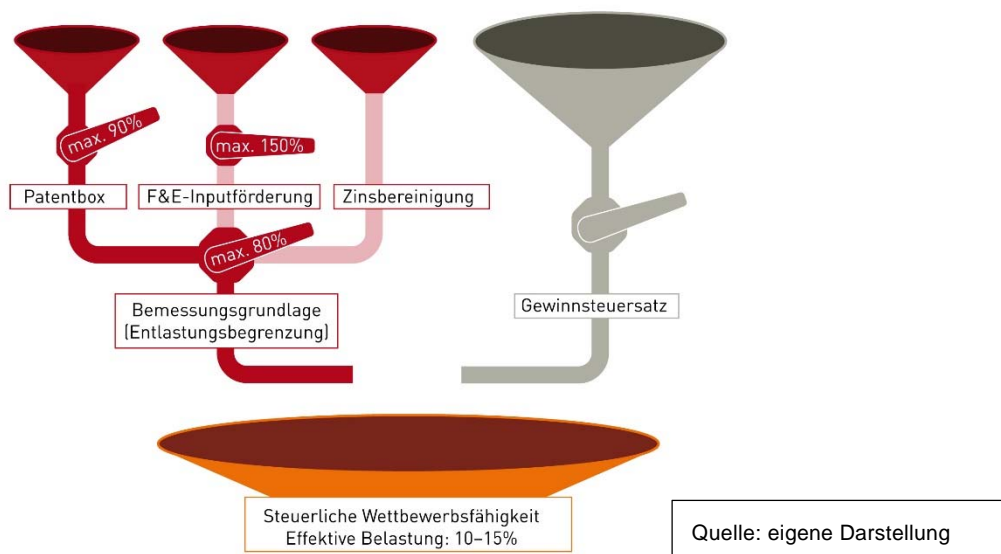 max. 90%
max. 150%
Patentbox
F&E-Inputförderung
Zinsbereinigung
max. 80%
Bemessungsgrundlage
(Entlastungsbegrenzung)
Gewinnsteuersatz
Steuerliche Wettbewerbsfähigkeit
Effektive Belastung: 10–15%
Quelle: eigene Darstellung